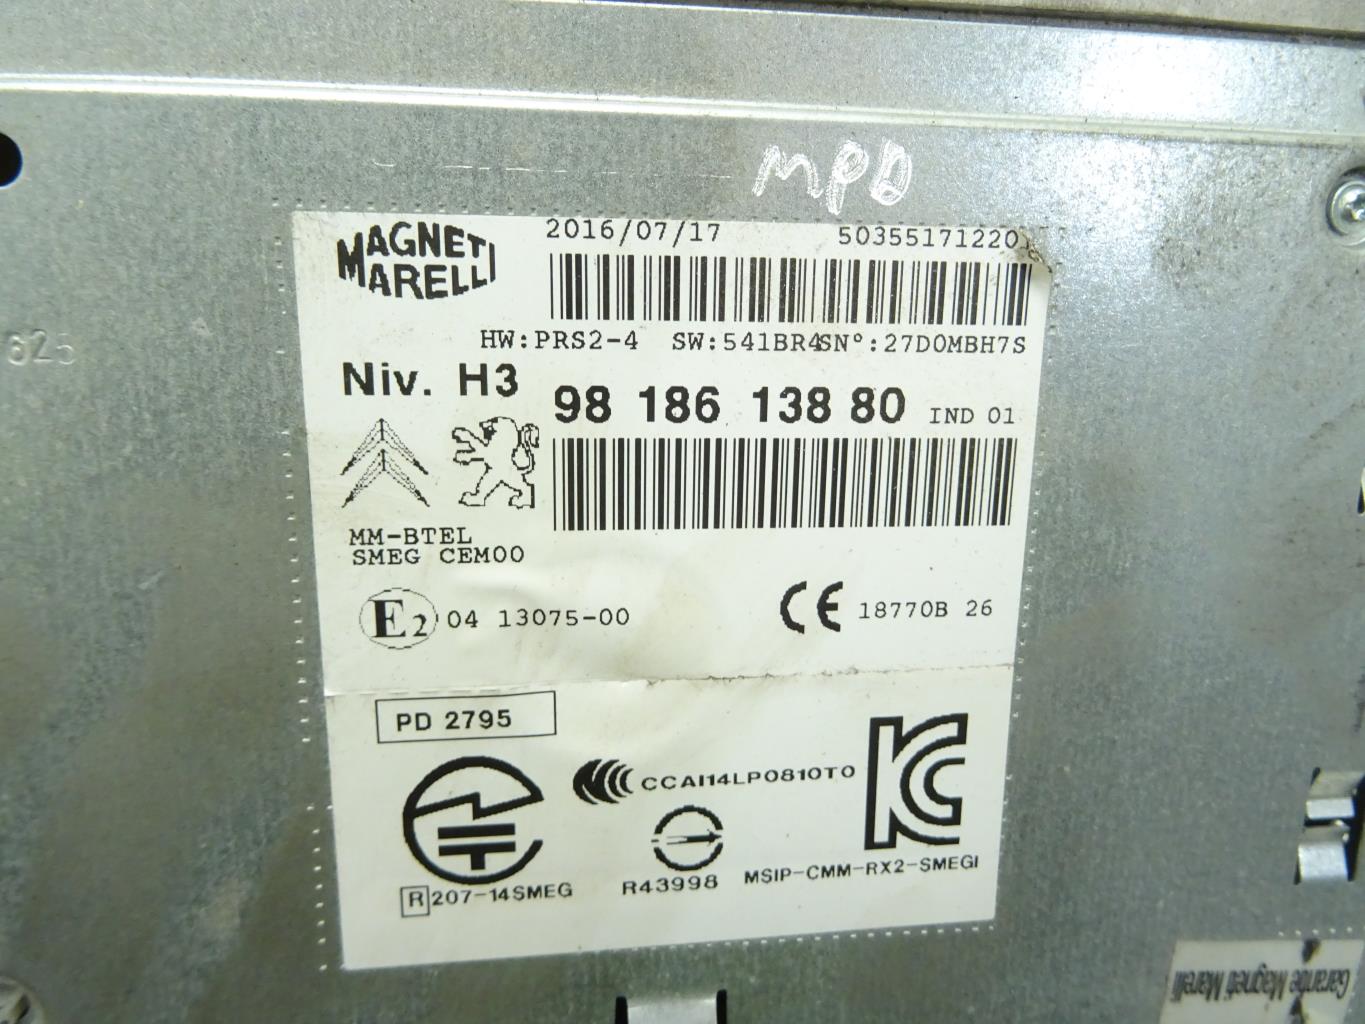 MPD
625
MAGNETI
MARELLI
2016/07/17 50355171220
HW:PRS2-4 SW:541BR4SN°:27D0MBH7S
Niv. H3
98 186 138 80 IND 01
MM-BTEL
SMEG CEM00
E2 04 13075-00
CE 18770B 26
PD 2795
CCAI14LP0810T0
R 207-14SMEG
R43998
MSIP-CMM-RX2-SMEGI
Garantie Magneti Marelli